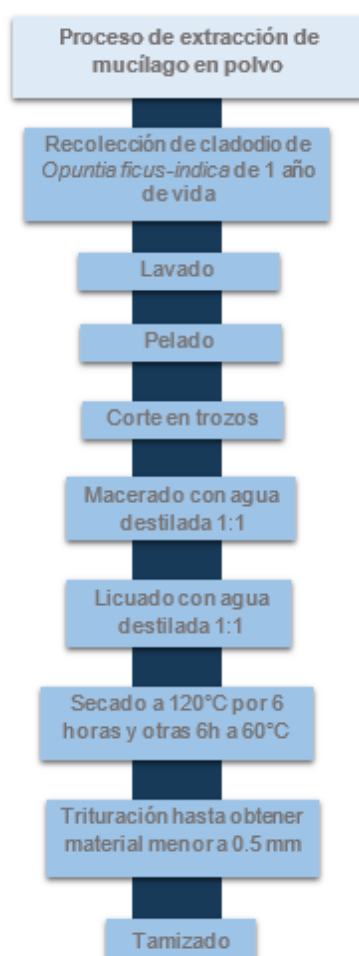 Proceso de extracción de
mucílago en polvo
Recolección de cladodio de
Opuntia ficus-indica de 1 año
de vida
Lavado
Pelado
Corte en trozos
Macerado con agua
destilada 1:1
Licuado con agua
destilada 1:1
Secado a 120°C por 6
horas y otras 6h a 60°C
Trituración hasta obtener
material menor a 0.5 mm
Tamizado